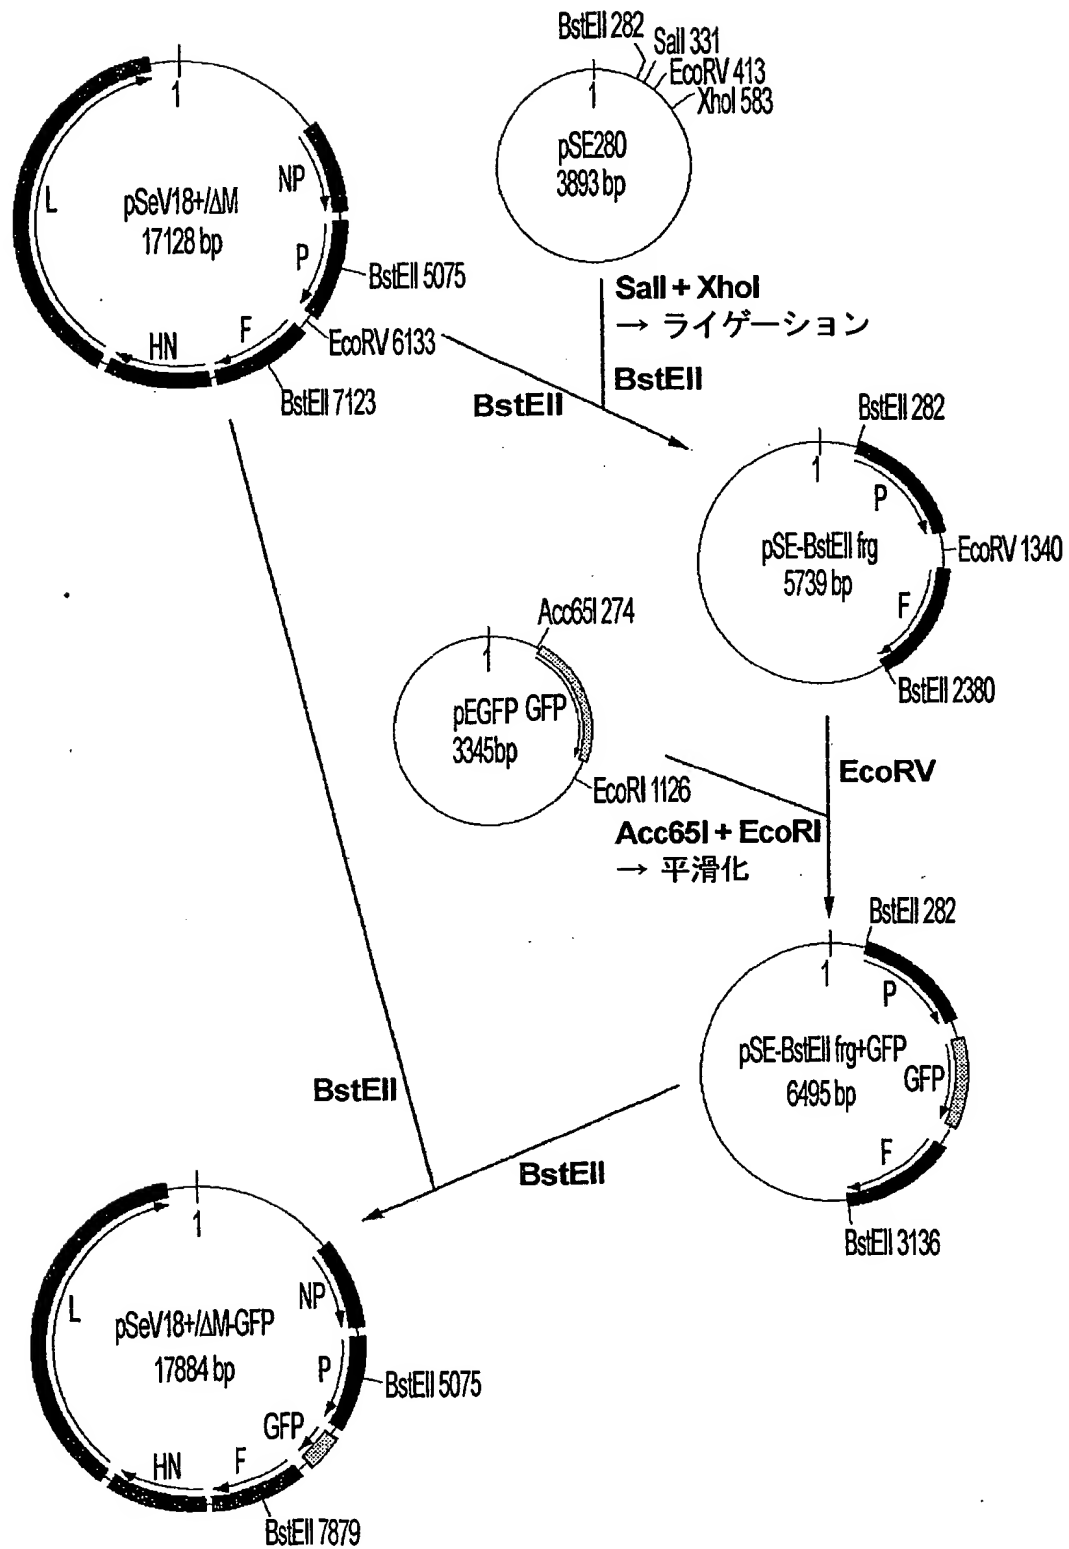 1
L
NP
pSeV18+/ΔM
17128 bp
P
BstEII 5075
F
HN
EcoRV 6133
BstEII 7123
BstEII 282
SalI 331
EcoRV 413
XhoI 583
1
pSE280
3893 bp
SalI + XhoI
→ ライゲーション
BstEII
BstEII
BstEII 282
1
P
pSE-BstEII frg
5739 bp
EcoRV 1340
F
BstEII 2380
Acc65I 274
1
pEGFP
GFP
3345bp
EcoRI 1126
EcoRV
Acc65I + EcoRI
→ 平滑化
BstEII 282
1
P
pSE-BstEII frg+GFP
6495 bp
GFP
F
BstEII 3136
BstEII
BstEII
1
L
NP
pSeV18+/ΔM-GFP
17884 bp
P
BstEII 5075
GFP
F
HN
BstEII 7879